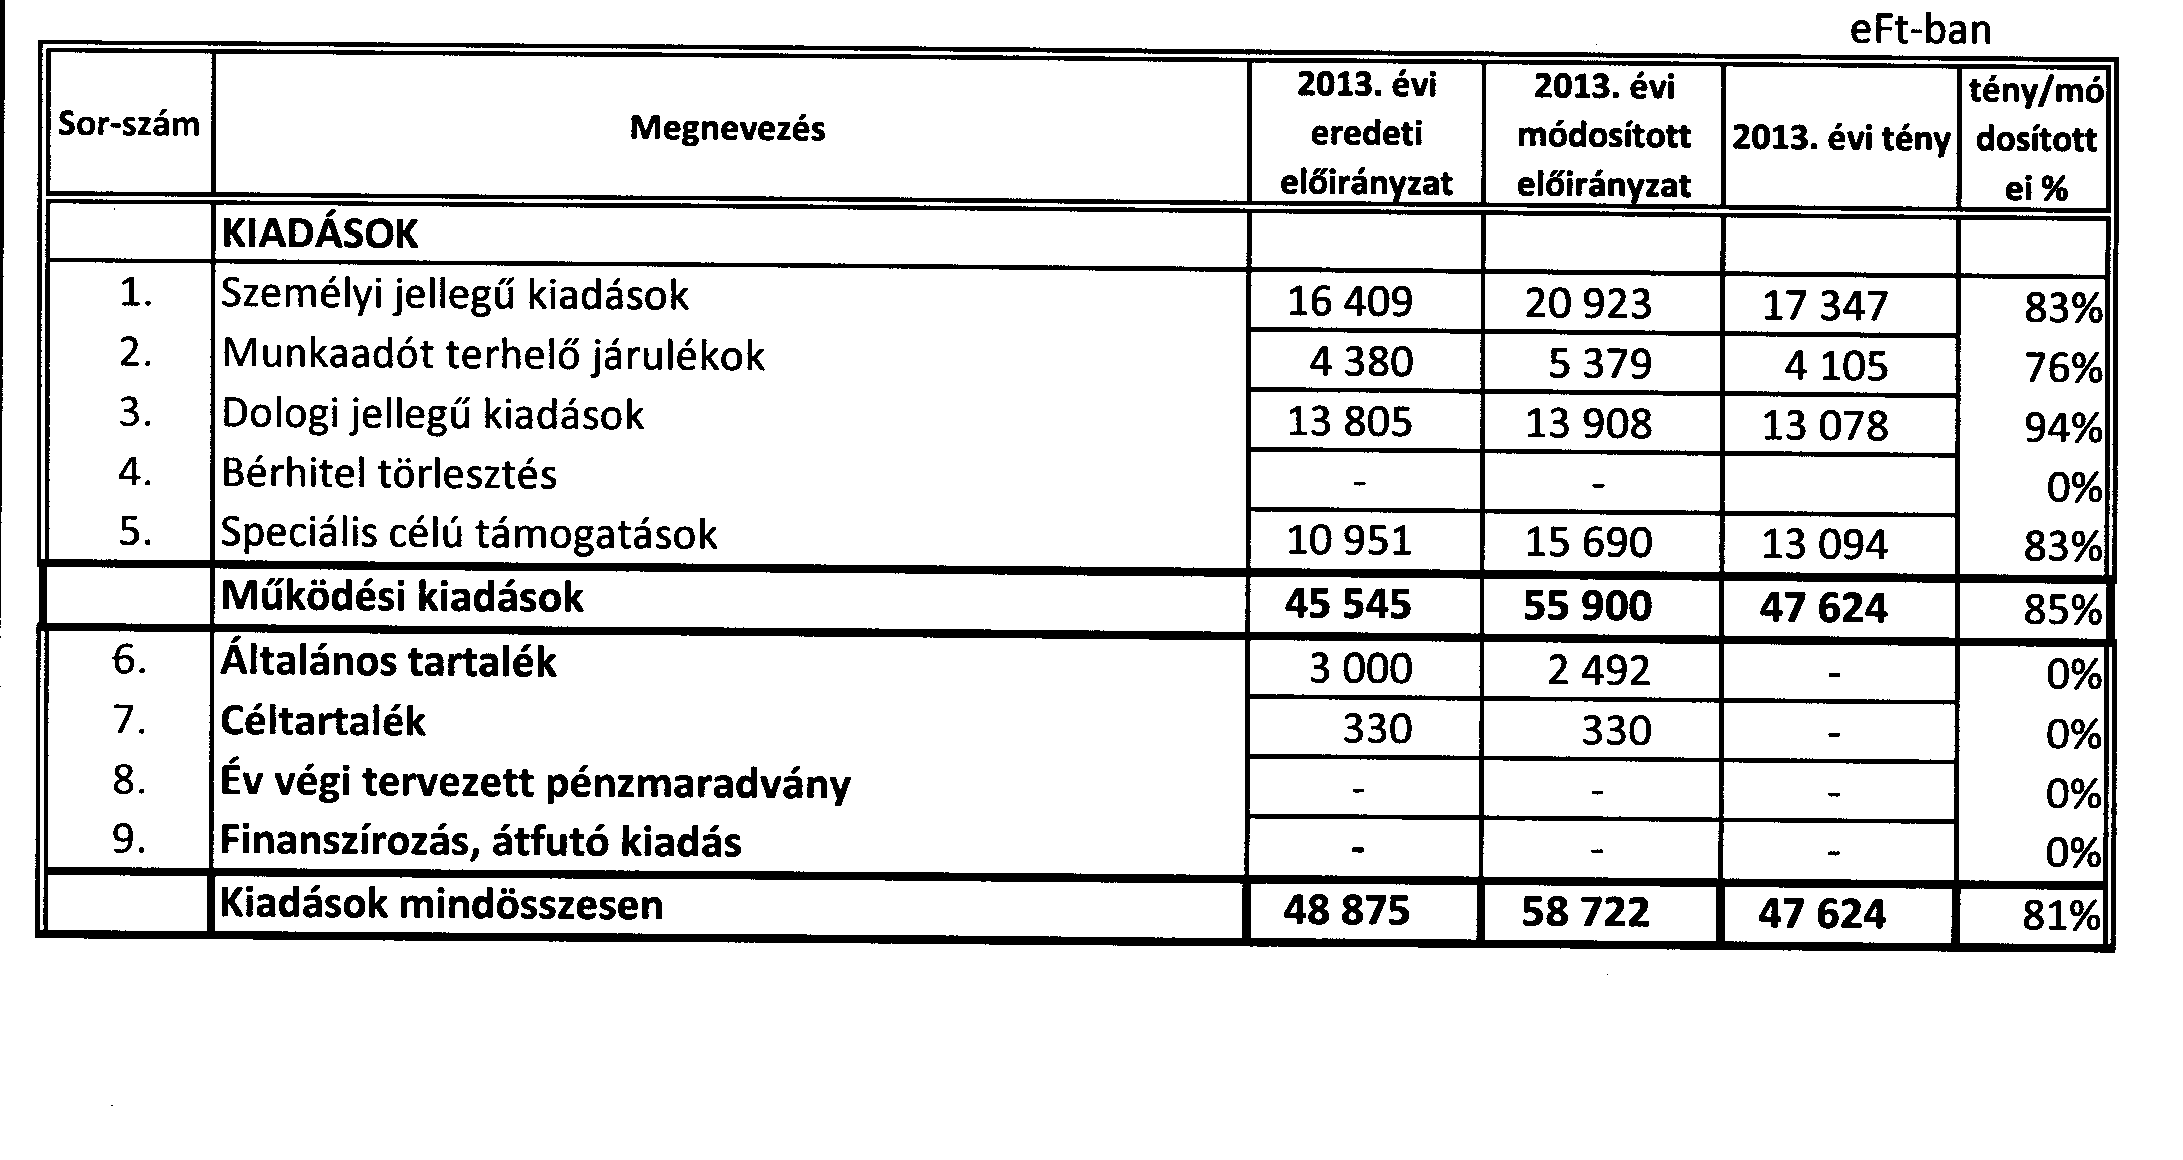 eFt-ban
Sor-szám Megnevezés 2013. évi eredeti előirányzat 2013. évi módosított előirányzat 2013. évi tény tény/mó dosított ei %
KIADÁSOK
1. Személyi jellegű kiadások 16 409 20 923 17 347 83%
2. Munkaadót terhelő járulékok 4 380 5 379 4 105 76%
3. Dologi jellegű kiadások 13 805 13 908 13 078 94%
4. Bérhitel törlesztés - - 0%
5. Speciális célú támogatások 10 951 15 690 13 094 83%
Működési kiadások 45 545 55 900 47 624 85%
6. Általános tartalék 3 000 2 492 - 0%
7. Céltartalék 330 330 - 0%
8. Év végi tervezett pénzmaradvány - - - 0%
9. Finanszírozás, átfutó kiadás - - - 0%
Kiadások mindösszesen 48 875 58 722 47 624 81%